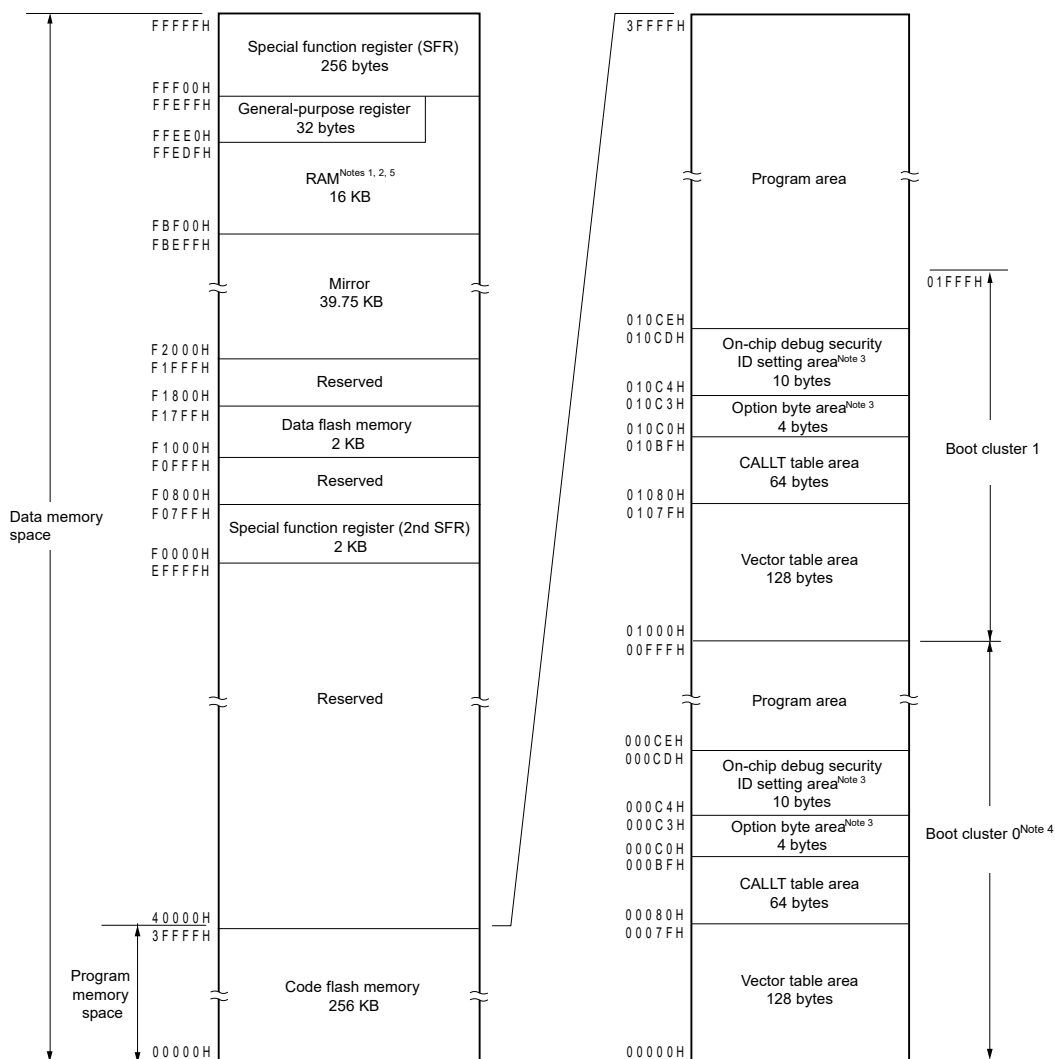 FFFFFH
Special function register (SFR)
256 bytes
FFF00H
FFEFFH
General-purpose register
32 bytes
FFEE0H
FFEDFH
RAMNotes 1, 2, 5
16 KB
FBF00H
FBEFFH
Mirror
39.75 KB
F2000H
F1FFFH
Reserved
F1800H
F17FFH
Data flash memory
2 KB
F1000H
F0FFFH
Reserved
F0800H
F07FFH
Special function register (2nd SFR)
2 KB
F0000H
EFFFFH
Data memory
space
Reserved
40000H
3FFFFH
Program
memory
space
Code flash memory
256 KB
00000H
3FFFFH
Program area
01FFFH
010CEH
010CDH
On-chip debug security
ID setting areaNote 3
10 bytes
010C4H
010C3H
Option byte areaNote 3
4 bytes
010C0H
010BFH
CALLT table area
64 bytes
Boot cluster 1
01080H
0107FH
Vector table area
128 bytes
01000H
00FFFH
Program area
000CEH
000CDH
On-chip debug security
ID setting areaNote 3
10 bytes
000C4H
000C3H
Option byte areaNote 3
4 bytes
Boot cluster 0Note 4
000C0H
000BFH
CALLT table area
64 bytes
00080H
0007FH
Vector table area
128 bytes
00000H